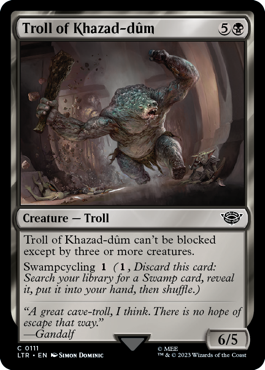 Troll of Khazad-dûm 5
Creature — Troll
Troll of Khazad-dûm can't be blocked
except by three or more creatures.
Swampcycling 1 (1, Discard this card:
Search your library for a Swamp card, reveal
it, put it into your hand, then shuffle.)
"A great cave-troll, I think. There is no hope of
escape that way."
—Gandalf
6/5
C 0111
LTR • EN SIMON DOMINIC
© MEE
™ & © 2023 Wizards of the Coast